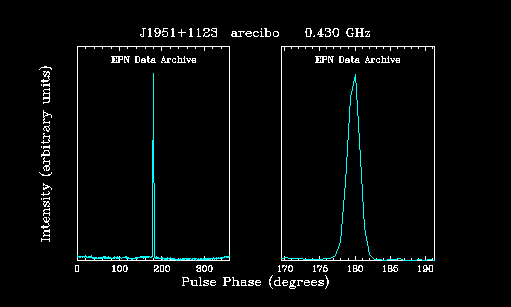 J1951+1123 arecibo 0.430 GHz
EPN Data Archive EPN Data Archive
Intensity (arbitrary units)
0 100 200 300 170 175 180 185 190
Pulse Phase (degrees)